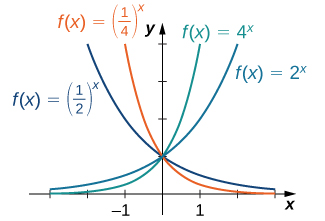 f(x) = (1/4)^x
y
f(x) = 4^x
f(x) = 2^x
f(x) = (1/2)^x
x
−1
1